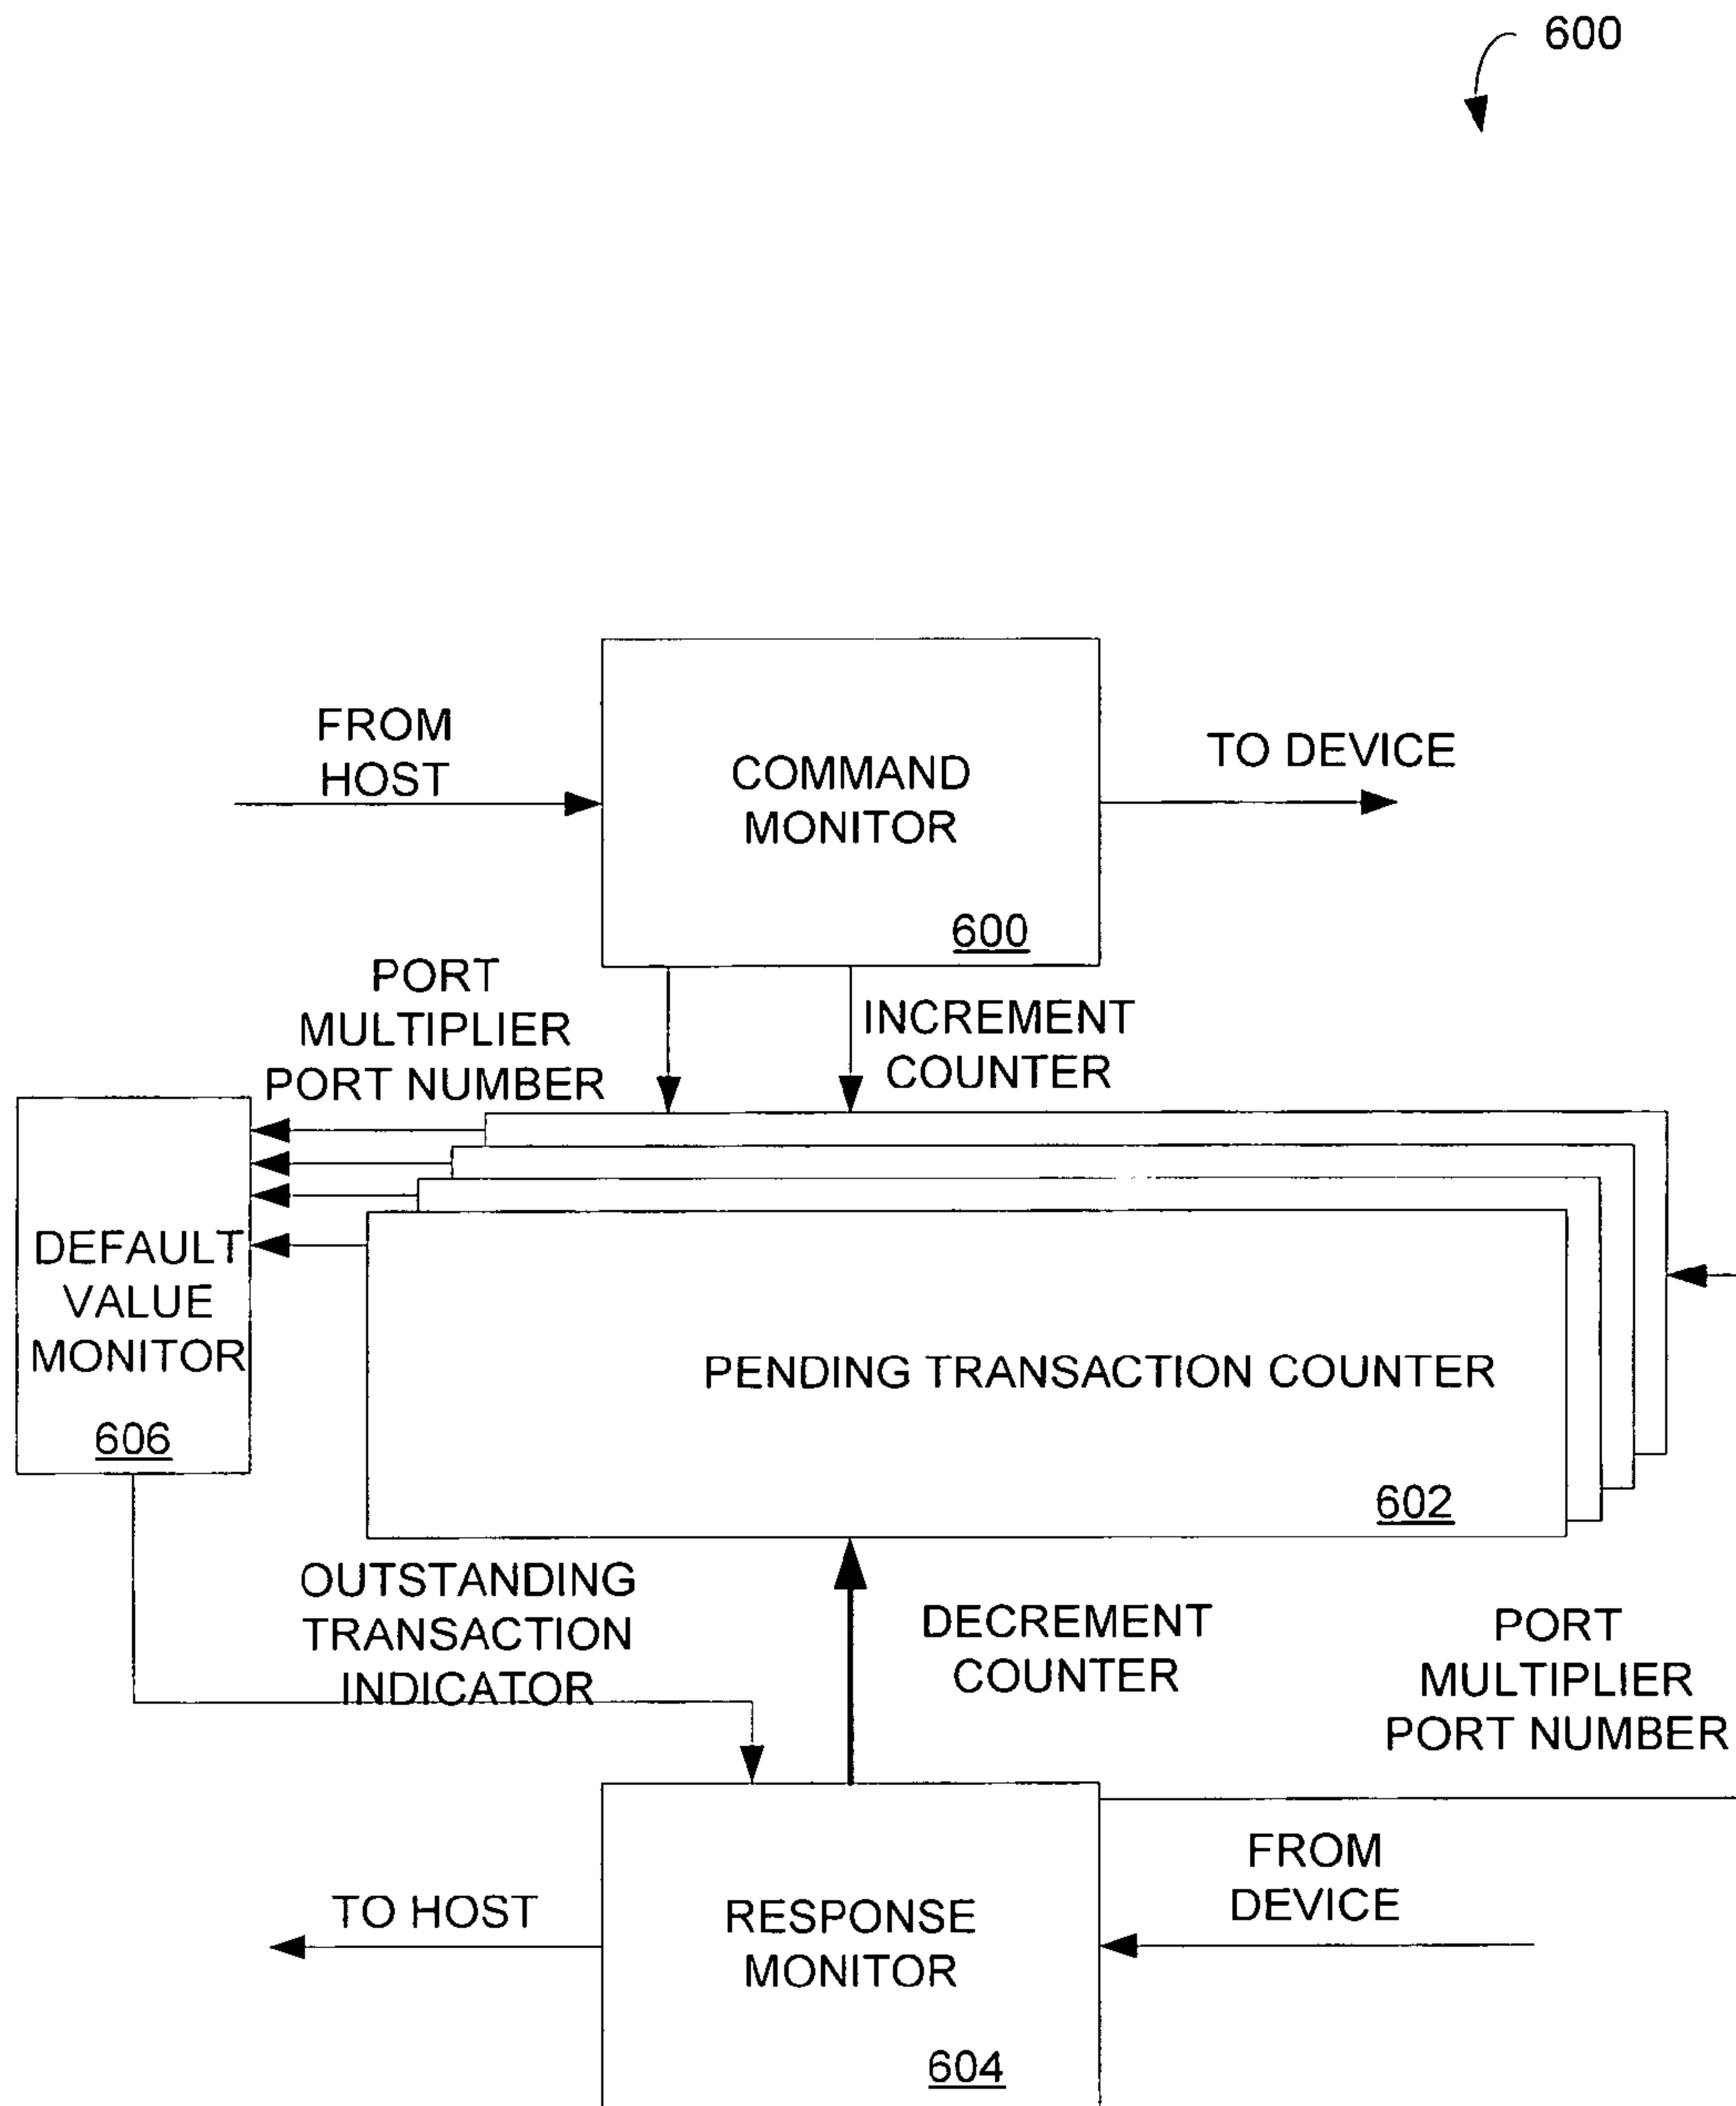 600
FROM
HOST
COMMAND
MONITOR
600
TO DEVICE
PORT
MULTIPLIER
PORT NUMBER
INCREMENT
COUNTER
DEFAULT
VALUE
MONITOR
606
PENDING TRANSACTION COUNTER
602
OUTSTANDING
TRANSACTION
INDICATOR
DECREMENT
COUNTER
PORT
MULTIPLIER
PORT NUMBER
TO HOST
RESPONSE
MONITOR
604
FROM
DEVICE